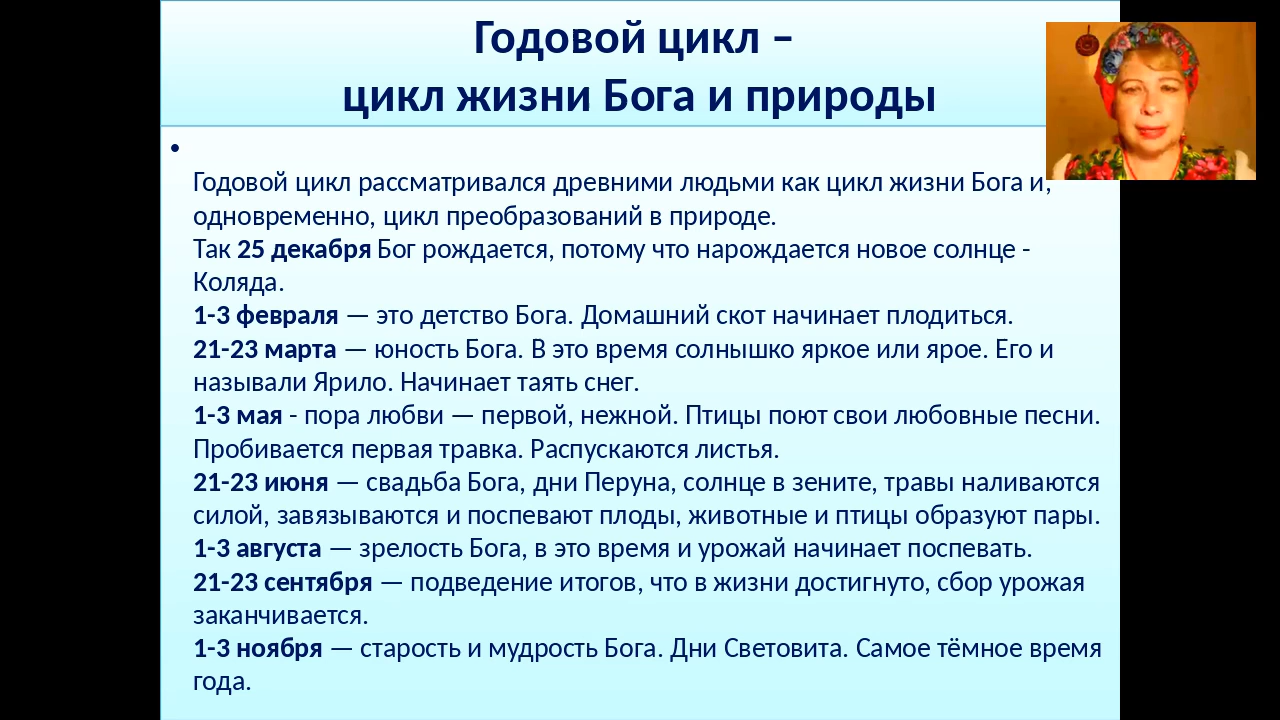 Годовой цикл –
цикл жизни Бога и природы
•
Годовой цикл рассматривался древними людьми как цикл жизни Бога и,
одновременно, цикл преобразований в природе.
Так 25 декабря Бог рождается, потому что нарождается новое солнце -
Коляда.
1-3 февраля — это детство Бога. Домашний скот начинает плодиться.
21-23 марта — юность Бога. В это время солнышко яркое или ярое. Его и
называли Ярило. Начинает таять снег.
1-3 мая - пора любви — первой, нежной. Птицы поют свои любовные песни.
Пробивается первая травка. Распускаются листья.
21-23 июня — свадьба Бога, дни Перуна, солнце в зените, травы наливаются
силой, завязываются и поспевают плоды, животные и птицы образуют пары.
1-3 августа — зрелость Бога, в это время и урожай начинает поспевать.
21-23 сентября — подведение итогов, что в жизни достигнуто, сбор урожая
заканчивается.
1-3 ноября — старость и мудрость Бога. Дни Световита. Самое тёмное время
года.